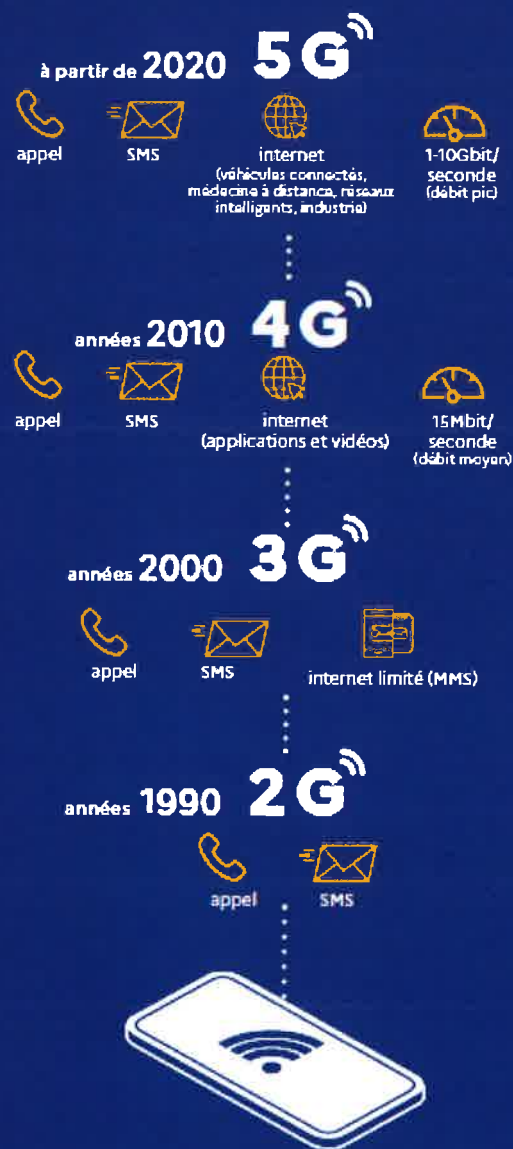 à partir de 2020 5G
appel
SMS
internet
(véhicules connectés,
médecine à distance, réseaux
intelligents, industrie)
1-10Gbit/
seconde
(débit pic)
années 2010 4G
appel
SMS
internet
(applications et vidéos)
15Mbit/
seconde
(débit moyen)
années 2000 3G
appel
SMS
internet limité (MMS)
années 1990 2G
appel
SMS